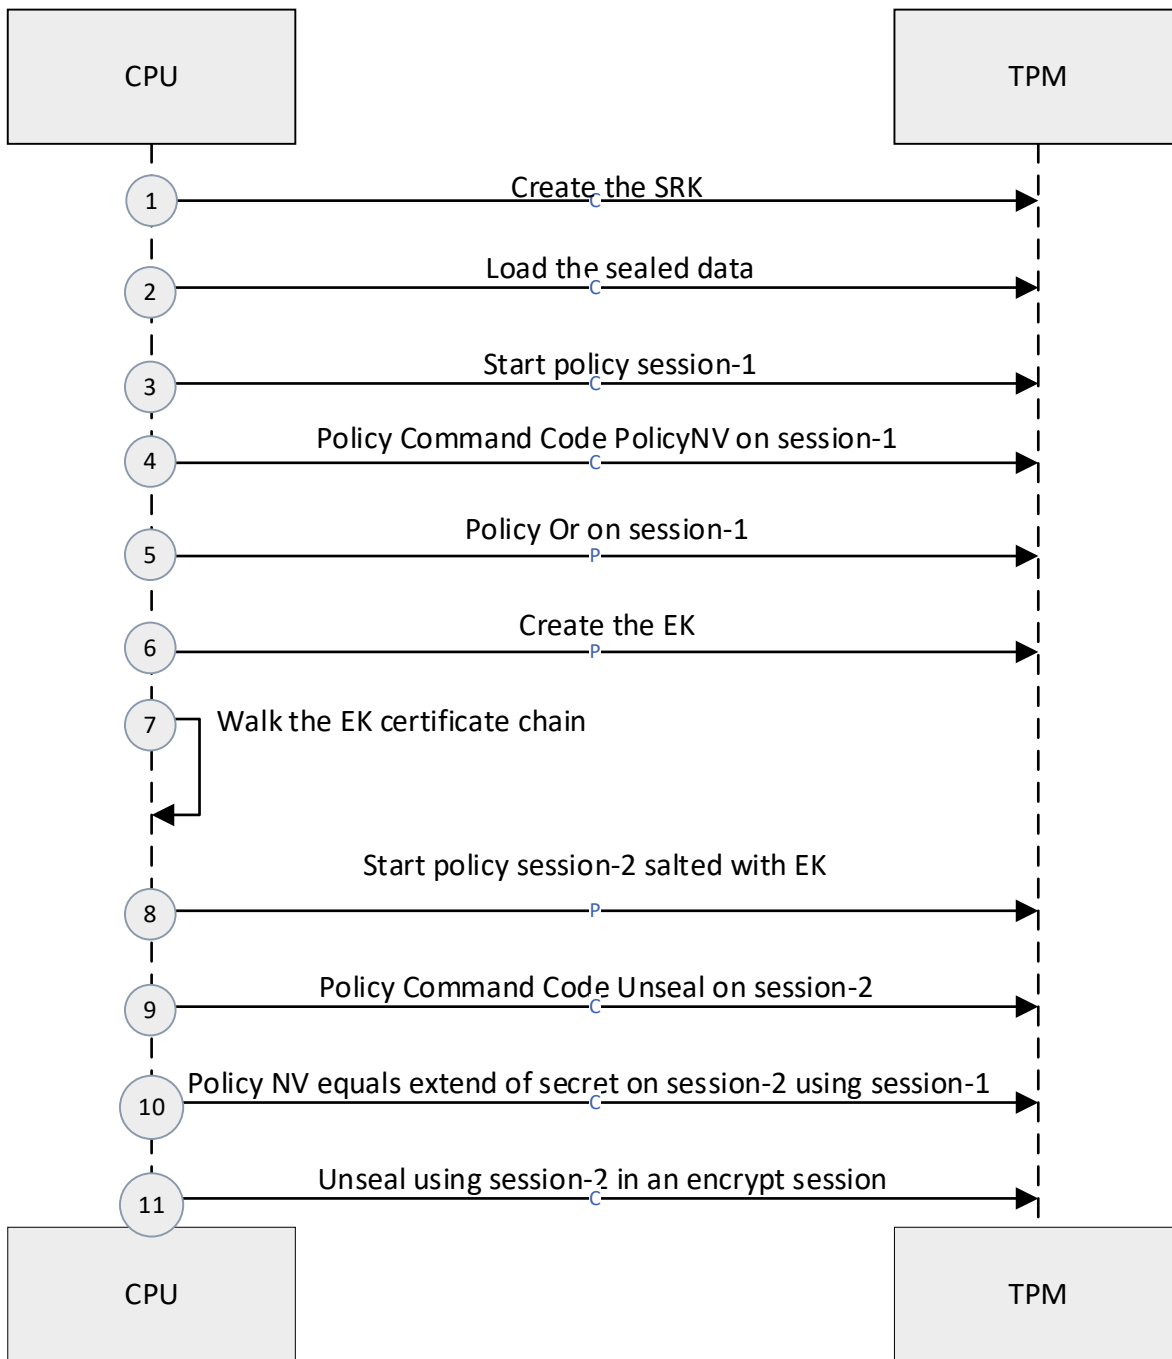 CPU
TPM
1
Create the SRK
C
2
Load the sealed data
C
3
Start policy session-1
C
4
Policy Command Code PolicyNV on session-1
C
5
Policy Or on session-1
P
6
Create the EK
P
7
Walk the EK certificate chain
Start policy session-2 salted with EK
8
P
9
Policy Command Code Unseal on session-2
C
10
Policy NV equals extend of secret on session-2 using session-1
C
11
Unseal using session-2 in an encrypt session
C
CPU
TPM